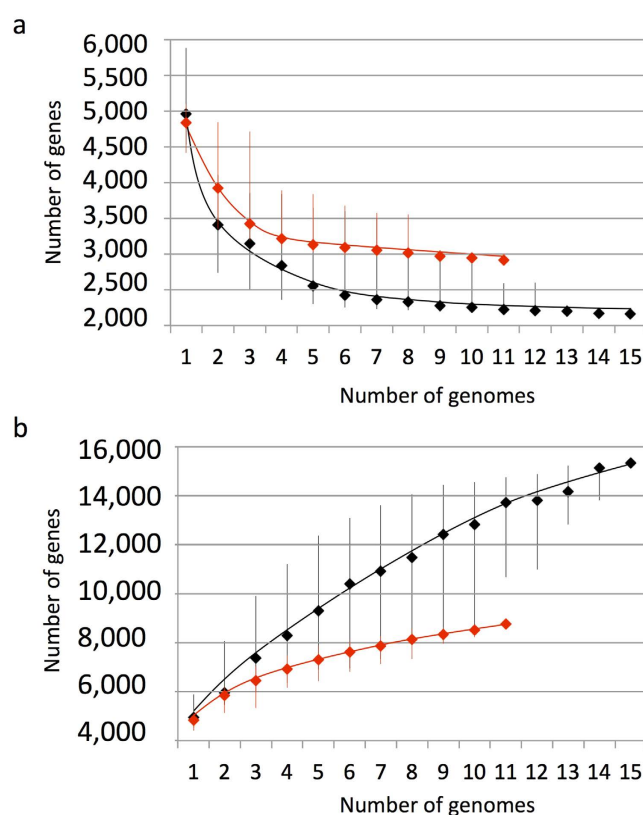 a
6,000
5,500
5,000
4,500
4,000
3,500
3,000
2,500
2,000
Number of genes
1 2 3 4 5 6 7 8 9 10 11 12 13 14 15
Number of genomes
b
16,000
14,000
12,000
10,000
8,000
6,000
4,000
Number of genes
1 2 3 4 5 6 7 8 9 10 11 12 13 14 15
Number of genomes